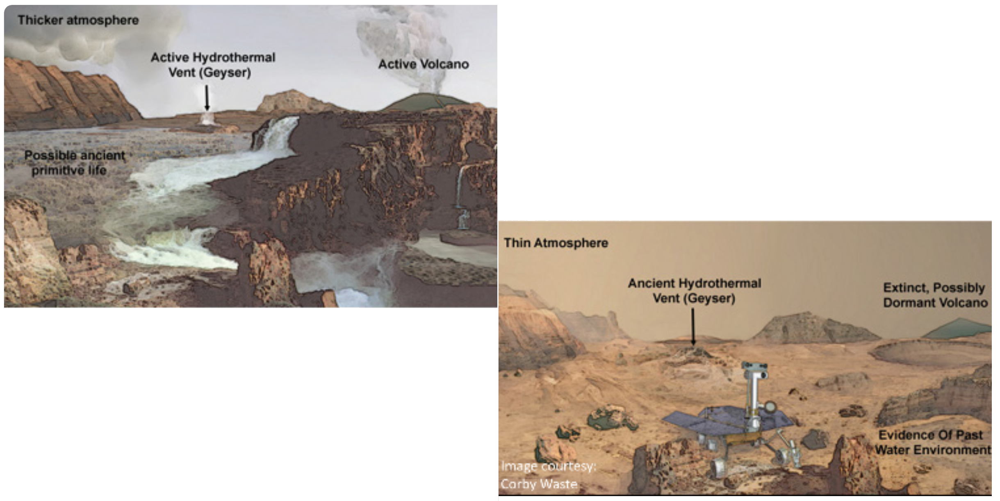 Thicker atmosphere
Active Hydrothermal
Vent (Geyser)
Active Volcano
Possible ancient
primitive life
Thin Atmosphere
Ancient Hydrothermal
Vent (Geyser)
Extinct, Possibly
Dormant Volcano
Evidence Of Past
Water Environment
Image courtesy:
Corby Waste